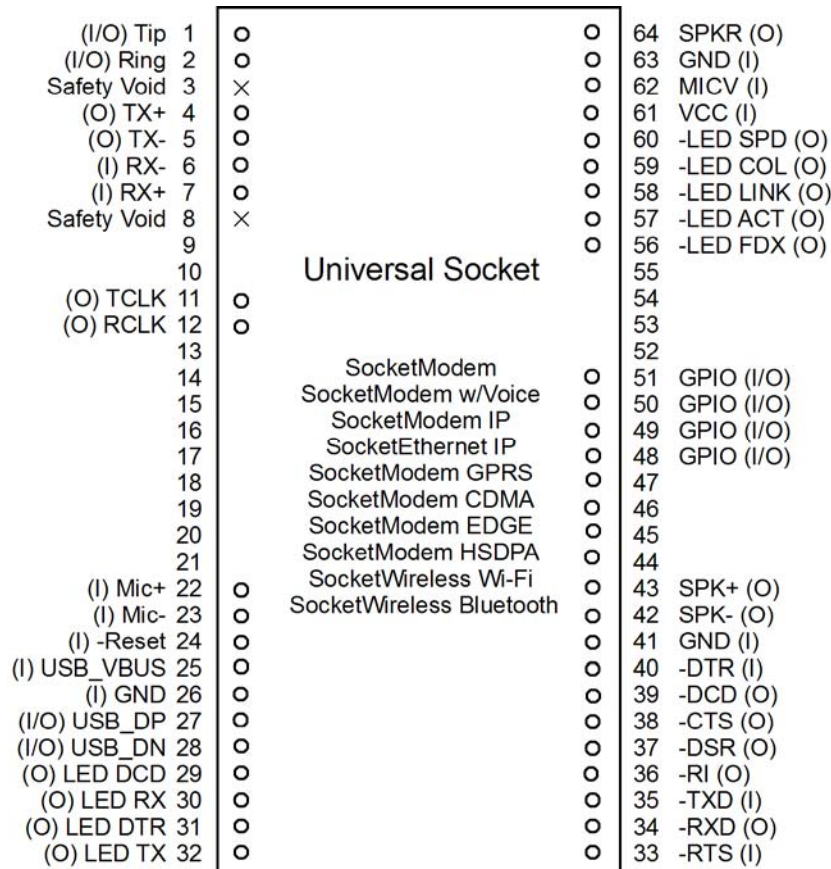 (I/O) Tip 1
(I/O) Ring 2
Safety Void 3
(O) TX+ 4
(O) TX- 5
(I) RX- 6
(I) RX+ 7
Safety Void 8
9
10
(O) TCLK 11
(O) RCLK 12
13
14
15
16
17
18
19
20
21
(I) Mic+ 22
(I) Mic- 23
(I) -Reset 24
(I) USB_VBUS 25
(I) GND 26
(I/O) USB_DP 27
(I/O) USB_DN 28
(O) LED DCD 29
(O) LED RX 30
(O) LED DTR 31
(O) LED TX 32
Universal Socket
SocketModem
SocketModem w/Voice
SocketModem IP
SocketEthernet IP
SocketModem GPRS
SocketModem CDMA
SocketModem EDGE
SocketModem HSDPA
SocketWireless Wi-Fi
SocketWireless Bluetooth
64 SPKR (O)
63 GND (I)
62 MICV (I)
61 VCC (I)
60 -LED SPD (O)
59 -LED COL (O)
58 -LED LINK (O)
57 -LED ACT (O)
56 -LED FDX (O)
55
54
53
52
51 GPIO (I/O)
50 GPIO (I/O)
49 GPIO (I/O)
48 GPIO (I/O)
47
46
45
44
43 SPK+ (O)
42 SPK- (O)
41 GND (I)
40 -DTR (I)
39 -DCD (O)
38 -CTS (O)
37 -DSR (O)
36 -RI (O)
35 -TXD (I)
34 -RXD (O)
33 -RTS (I)